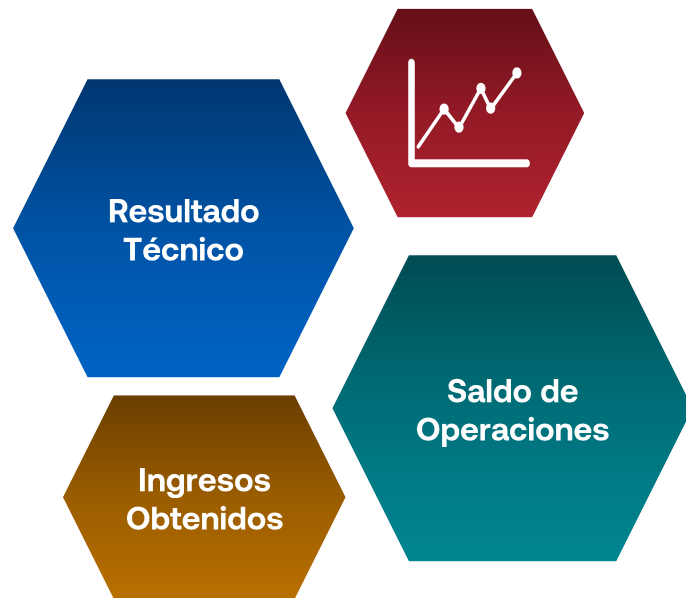 Resultado
Técnico
Saldo de
Operaciones
Ingresos
Obtenidos